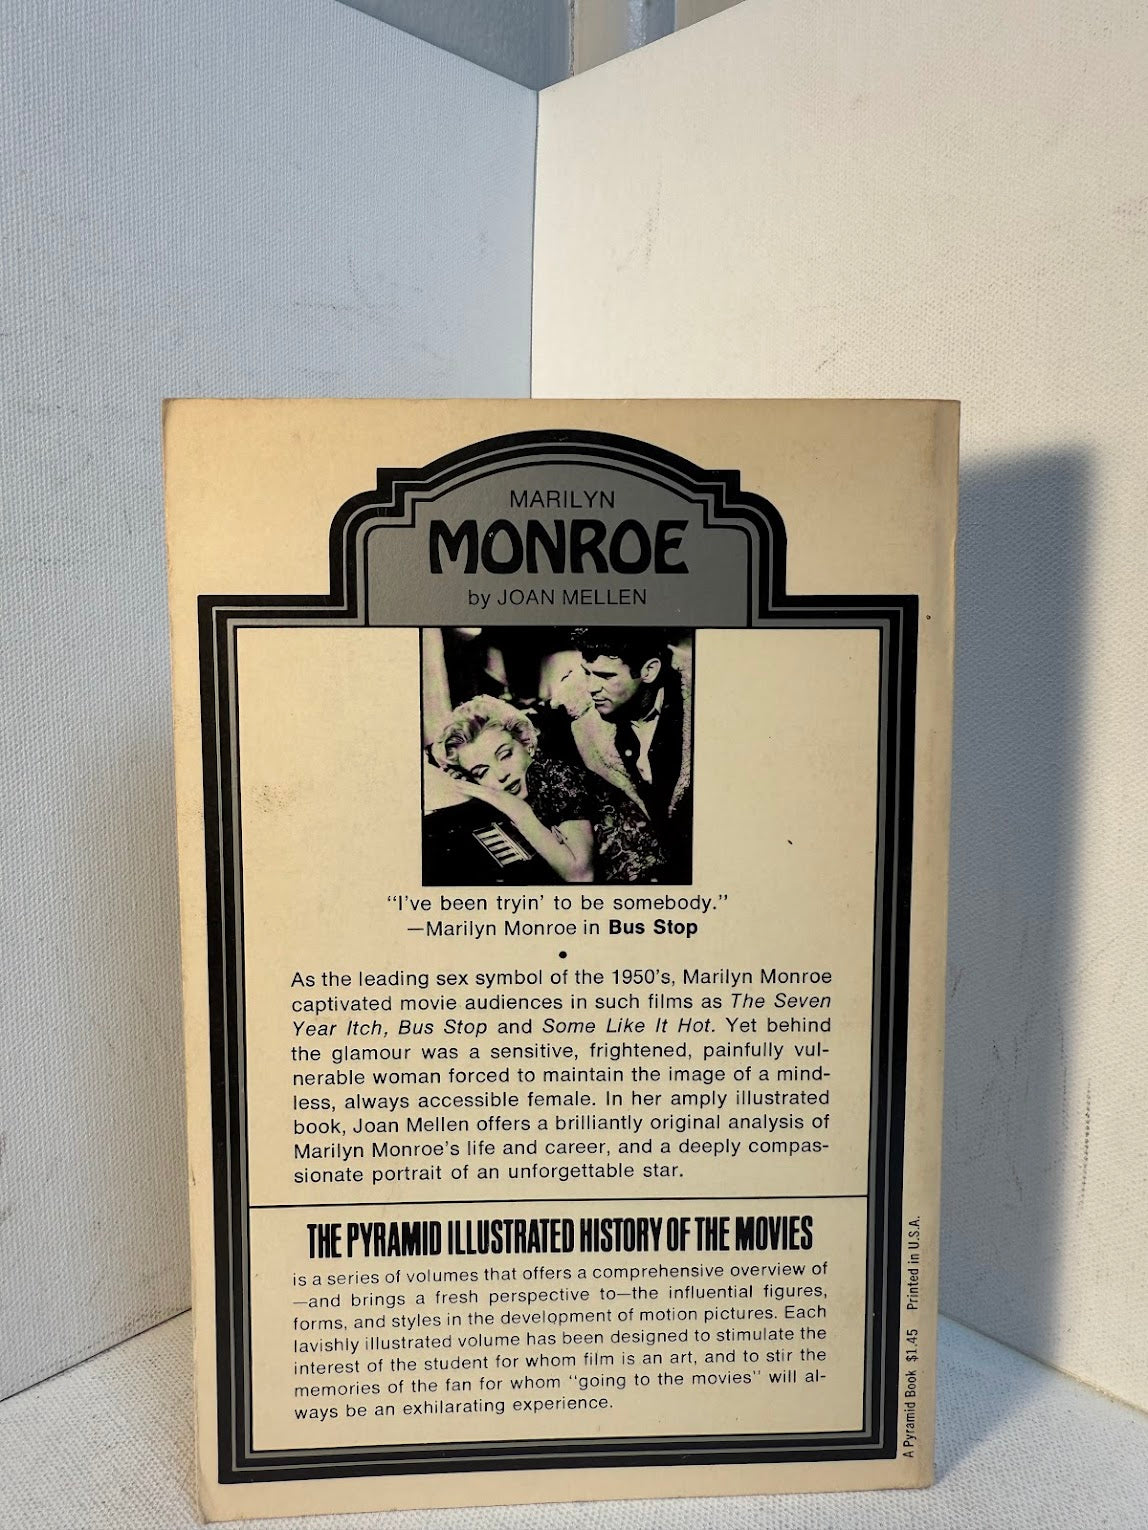 MARILYN
MONROE
by JOAN MELLEN
“I’ve been tryin’ to be somebody.”
—Marilyn Monroe in Bus Stop
•
As the leading sex symbol of the 1950’s, Marilyn Monroe
captivated movie audiences in such films as The Seven
Year Itch, Bus Stop and Some Like It Hot. Yet behind
the glamour was a sensitive, frightened, painfully vul-
nerable woman forced to maintain the image of a mind-
less, always accessible female. In her amply illustrated
book, Joan Mellen offers a brilliantly original analysis of
Marilyn Monroe’s life and career, and a deeply compas-
sionate portrait of an unforgettable star.
THE PYRAMID ILLUSTRATED HISTORY OF THE MOVIES
is a series of volumes that offers a comprehensive overview of
—and brings a fresh perspective to—the influential figures,
forms, and styles in the development of motion pictures. Each
lavishly illustrated volume has been designed to stimulate the
interest of the student for whom film is an art, and to stir the
memories of the fan for whom “going to the movies” will al-
ways be an exhilarating experience.
A Pyramid Book $1.45 Printed in U.S.A.